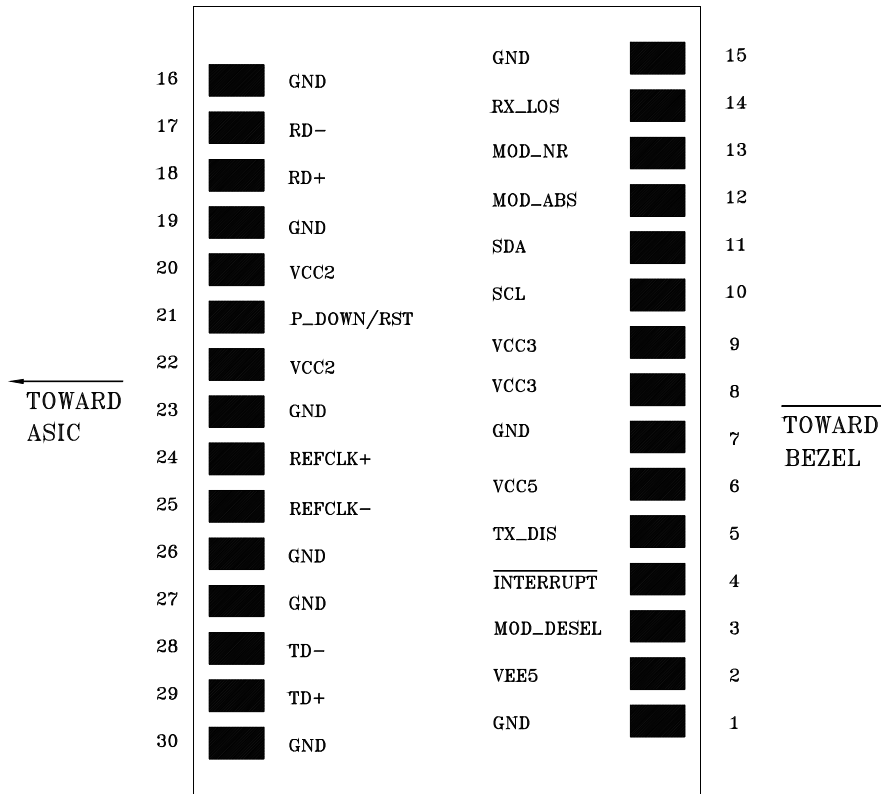 GND 15
16 GND
RX_LOS 14
17 RD-
MOD_NR 13
18 RD+
MOD_ABS 12
19 GND
SDA 11
20 VCC2
SCL 10
21 P_DOWN/RST
VCC3 9
22 VCC2
VCC3 8
TOWARD
ASIC
23 GND
GND 7
TOWARD
BEZEL
24 REFCLK+
VCC5 6
25 REFCLK-
TX_DIS 5
26 GND
INTERRUPT 4
27 GND
MOD_DESEL 3
28 TD-
VEE5 2
29 TD+
GND 1
30 GND